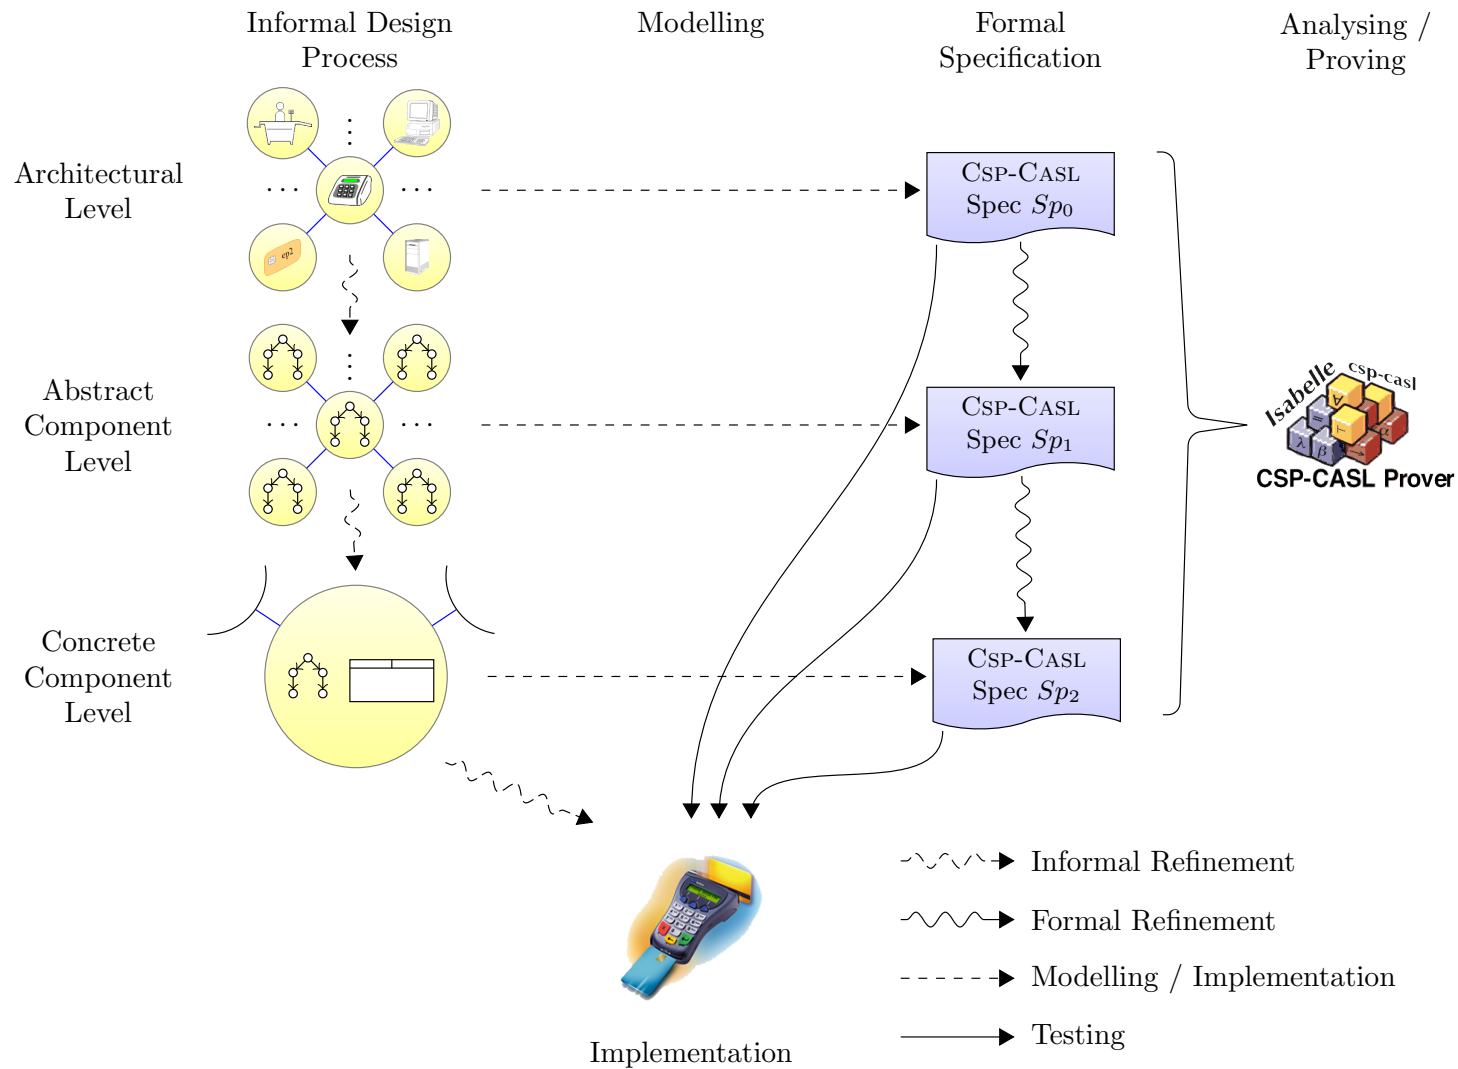 Informal Design
Process
Modelling
Formal
Specification
Analysing /
Proving
Architectural
Level
ep2
CSP-CASL
Spec Sp0
Abstract
Component
Level
CSP-CASL
Spec Sp1
Isabelle
csp-casl
∀
=
⊢
α
λ
β
→
CSP-CASL Prover
Concrete
Component
Level
CSP-CASL
Spec Sp2
Informal Refinement
Formal Refinement
Modelling / Implementation
Testing
Implementation